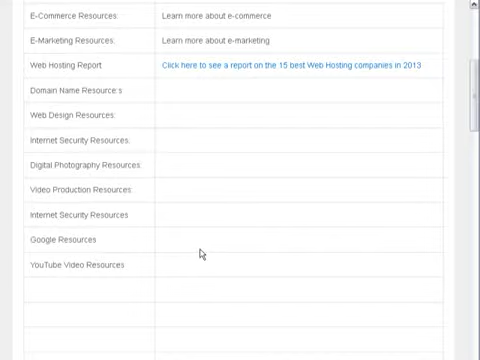 E-Commerce Resources: Learn more about e-commerce
E-Marketing Resources: Learn more about e-marketing
Web Hosting Report Click here to see a report on the 15 best Web Hosting companies in 2013
Domain Name Resource:s
Web Design Resources:
Internet Security Resources:
Digital Photography Resources:
Video Production Resources:
Internet Security Resources
Google Resources
YouTube Video Resources